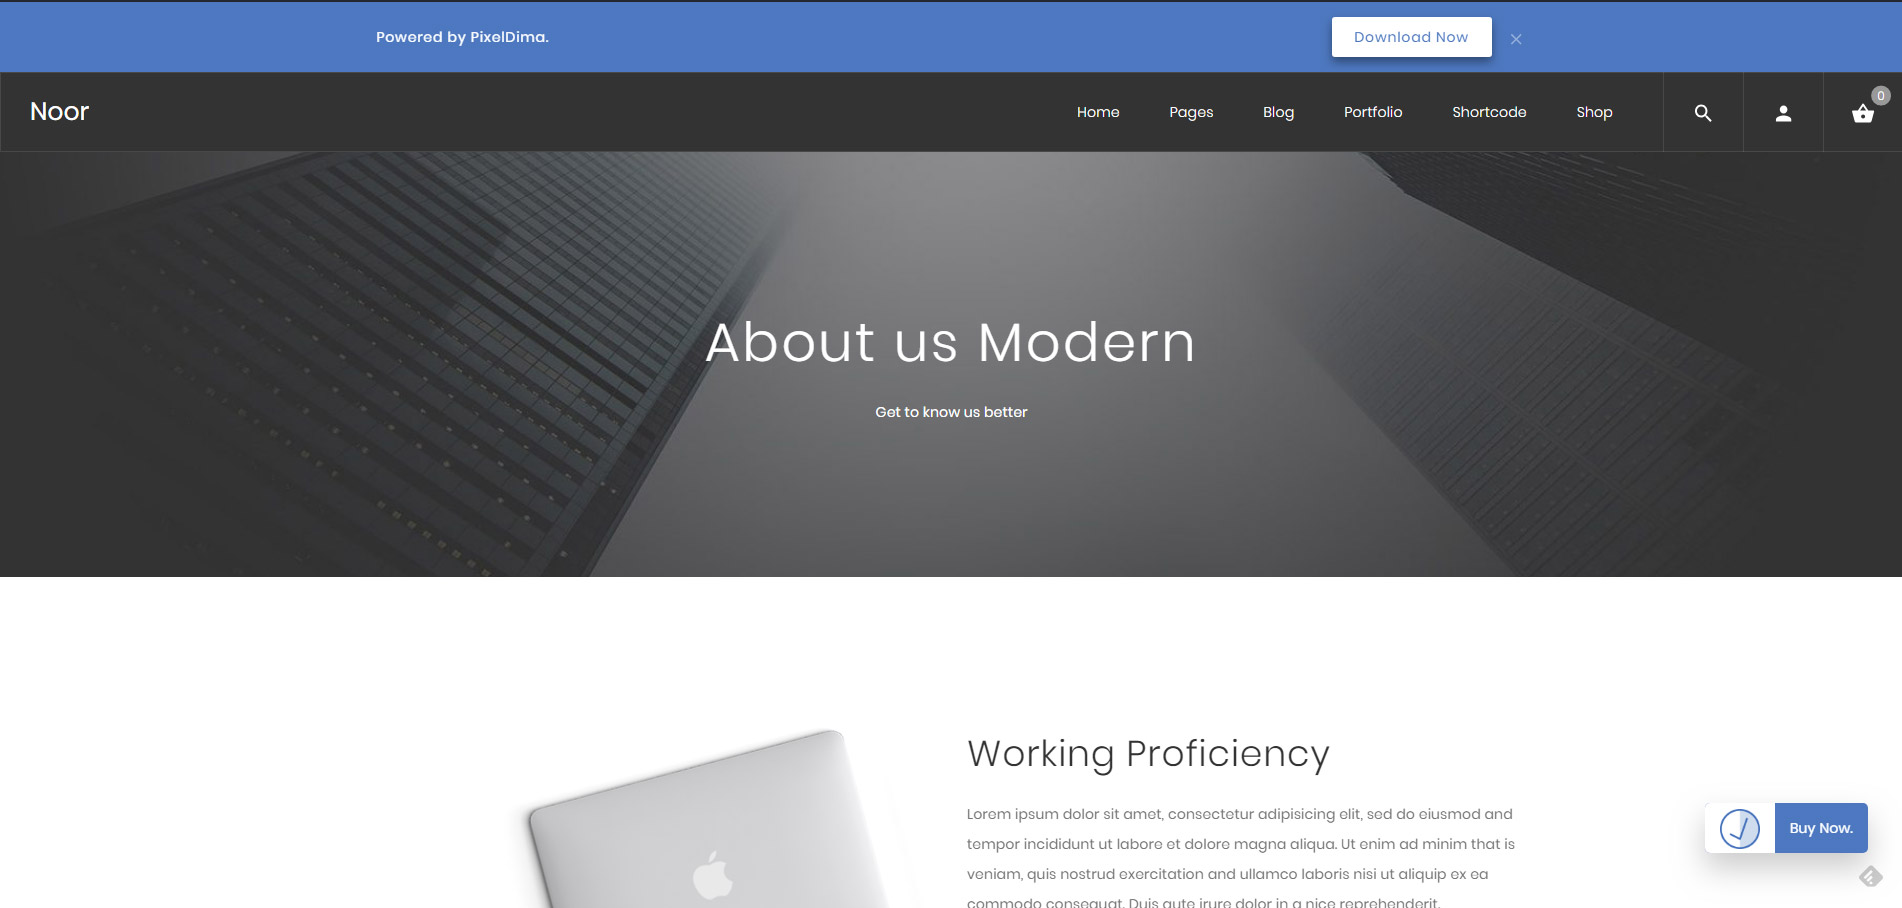 Powered by PixelDima.
Download Now
Noor
Home Pages Blog Portfolio Shortcode Shop
0
About us Modern
Get to know us better
Working Proficiency
Lorem ipsum dolor sit amet, consectetur adipisicing elit, sed do eiusmod and
tempor incididunt ut labore et dolore magna aliqua. Ut enim ad minim that is
veniam, quis nostrud exercitation and ullamco laboris nisi ut aliquip ex ea
commodo consequat. Duis aute irure dolor in a nice reprehenderit.
Buy Now.